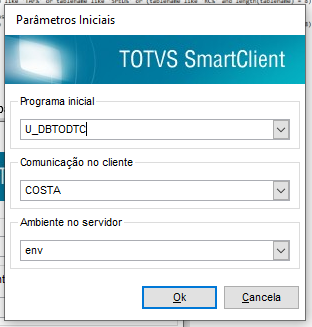 Parâmetros Iniciais
TOTVS SmartClient
Programa inicial
U_DBTODTC
Comunicação no cliente
COSTA
Ambiente no servidor
env
Ok Cancela